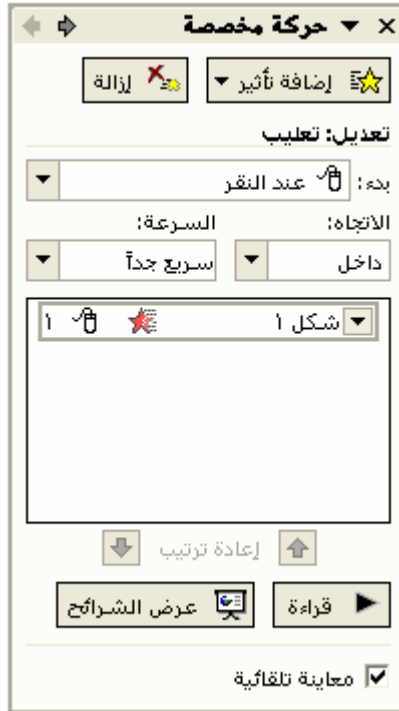 حركة مخصصة
إضافة تأثير إزالة
تعديل: تعليب
بدء: عند النقر
الاتجاه: السرعة:
داخل سريع جداً
شكل ١ ١
إعادة ترتيب
قراءة عرض الشرائح
معاينة تلقائية